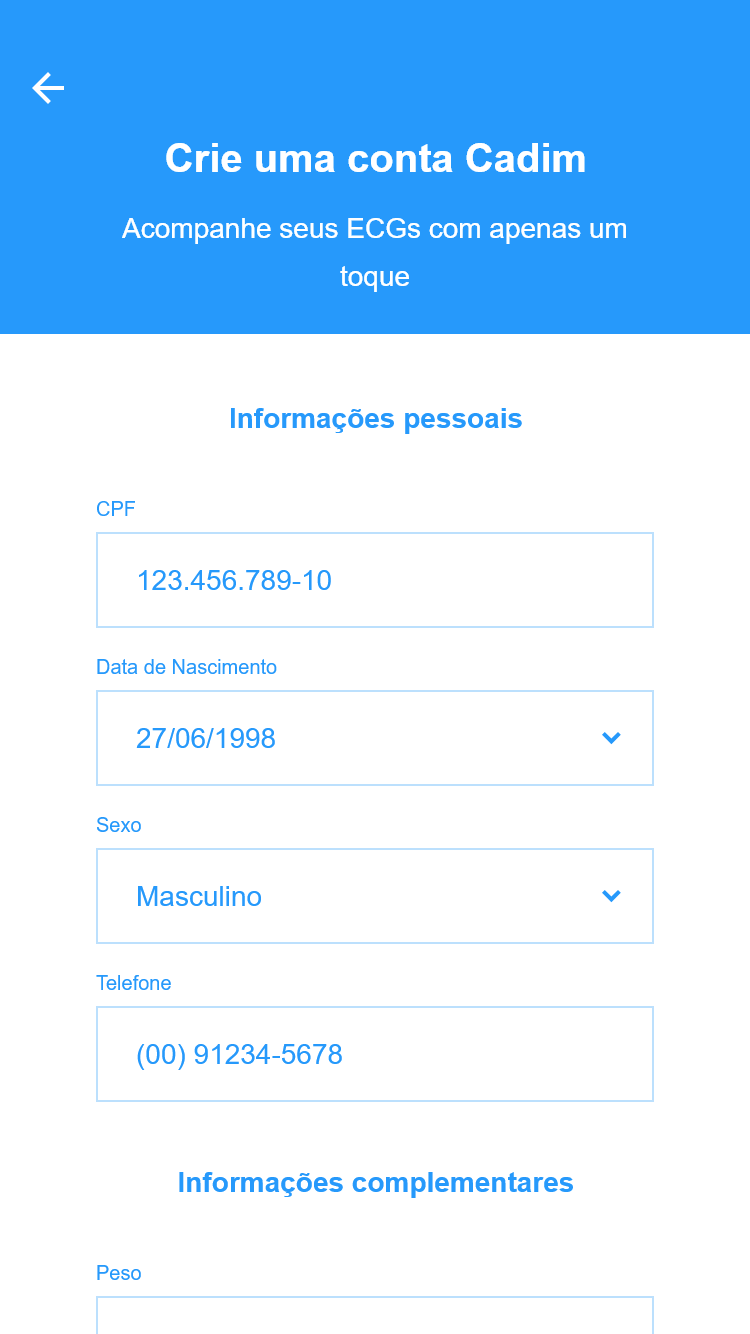 Crie uma conta Cadim
Acompanhe seus ECGs com apenas um
toque
Informações pessoais
CPF
123.456.789-10
Data de Nascimento
27/06/1998
Sexo
Masculino
Telefone
(00) 91234-5678
Informações complementares
Peso